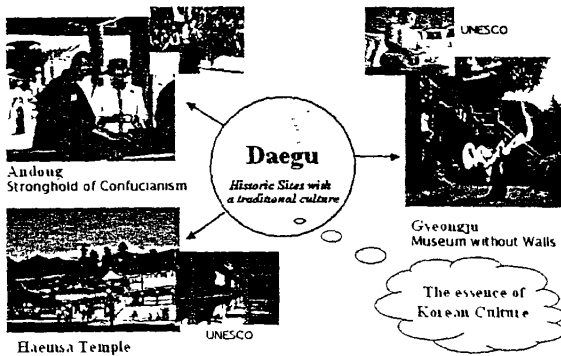 UNESCO
Andong
Stronghold of Confucianism
Daegu
Historic Sites with
a traditional culture
Gyeongju
Museum without Walls
The essence of
Korean Culture
UNESCO
Haeinsa Temple